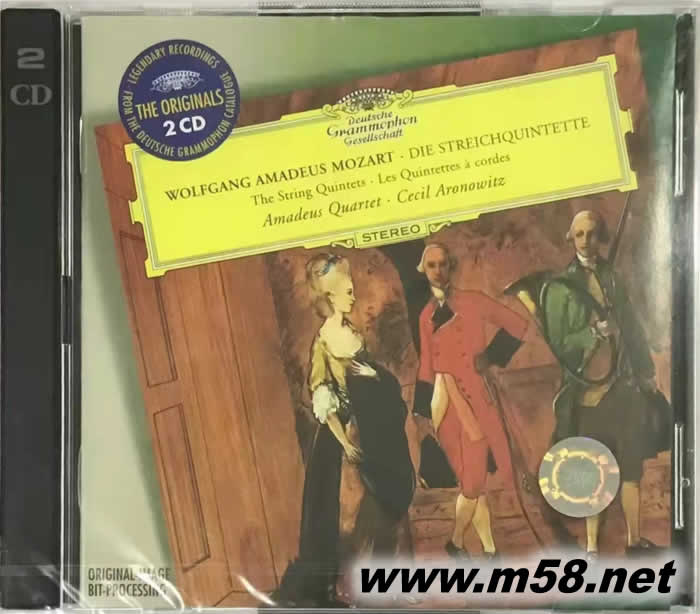 2
CD
LEGENDARY RECORDINGS
FROM THE DEUTSCHE GRAMMOPHON CATALOGUE
THE ORIGINALS
2 CD
Deutsche
Grammophon
Gesellschaft
WOLFGANG AMADEUS MOZART · DIE STREICHQUINTETTE
The String Quintets · Les Quintettes à cordes
Amadeus Quartet · Cecil Aronowitz
STEREO
ORIGINAL-IMAGE
BIT-PROCESSING
www.m58.net